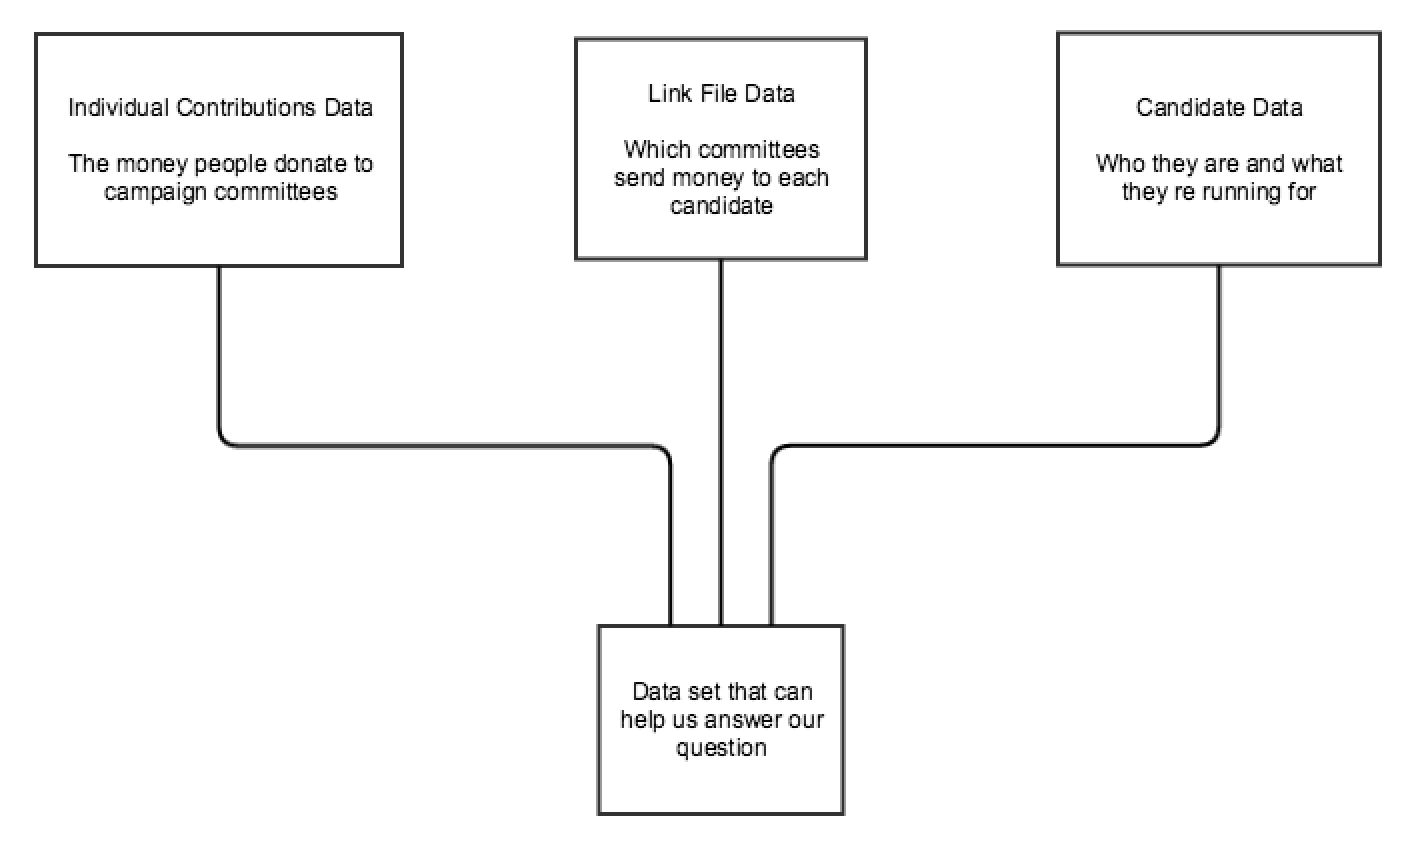 Individual Contributions Data
The money people donate to
campaign committees
Link File Data
Which committees
send money to each
candidate
Candidate Data
Who they are and what
they re running for
Data set that can
help us answer our
question